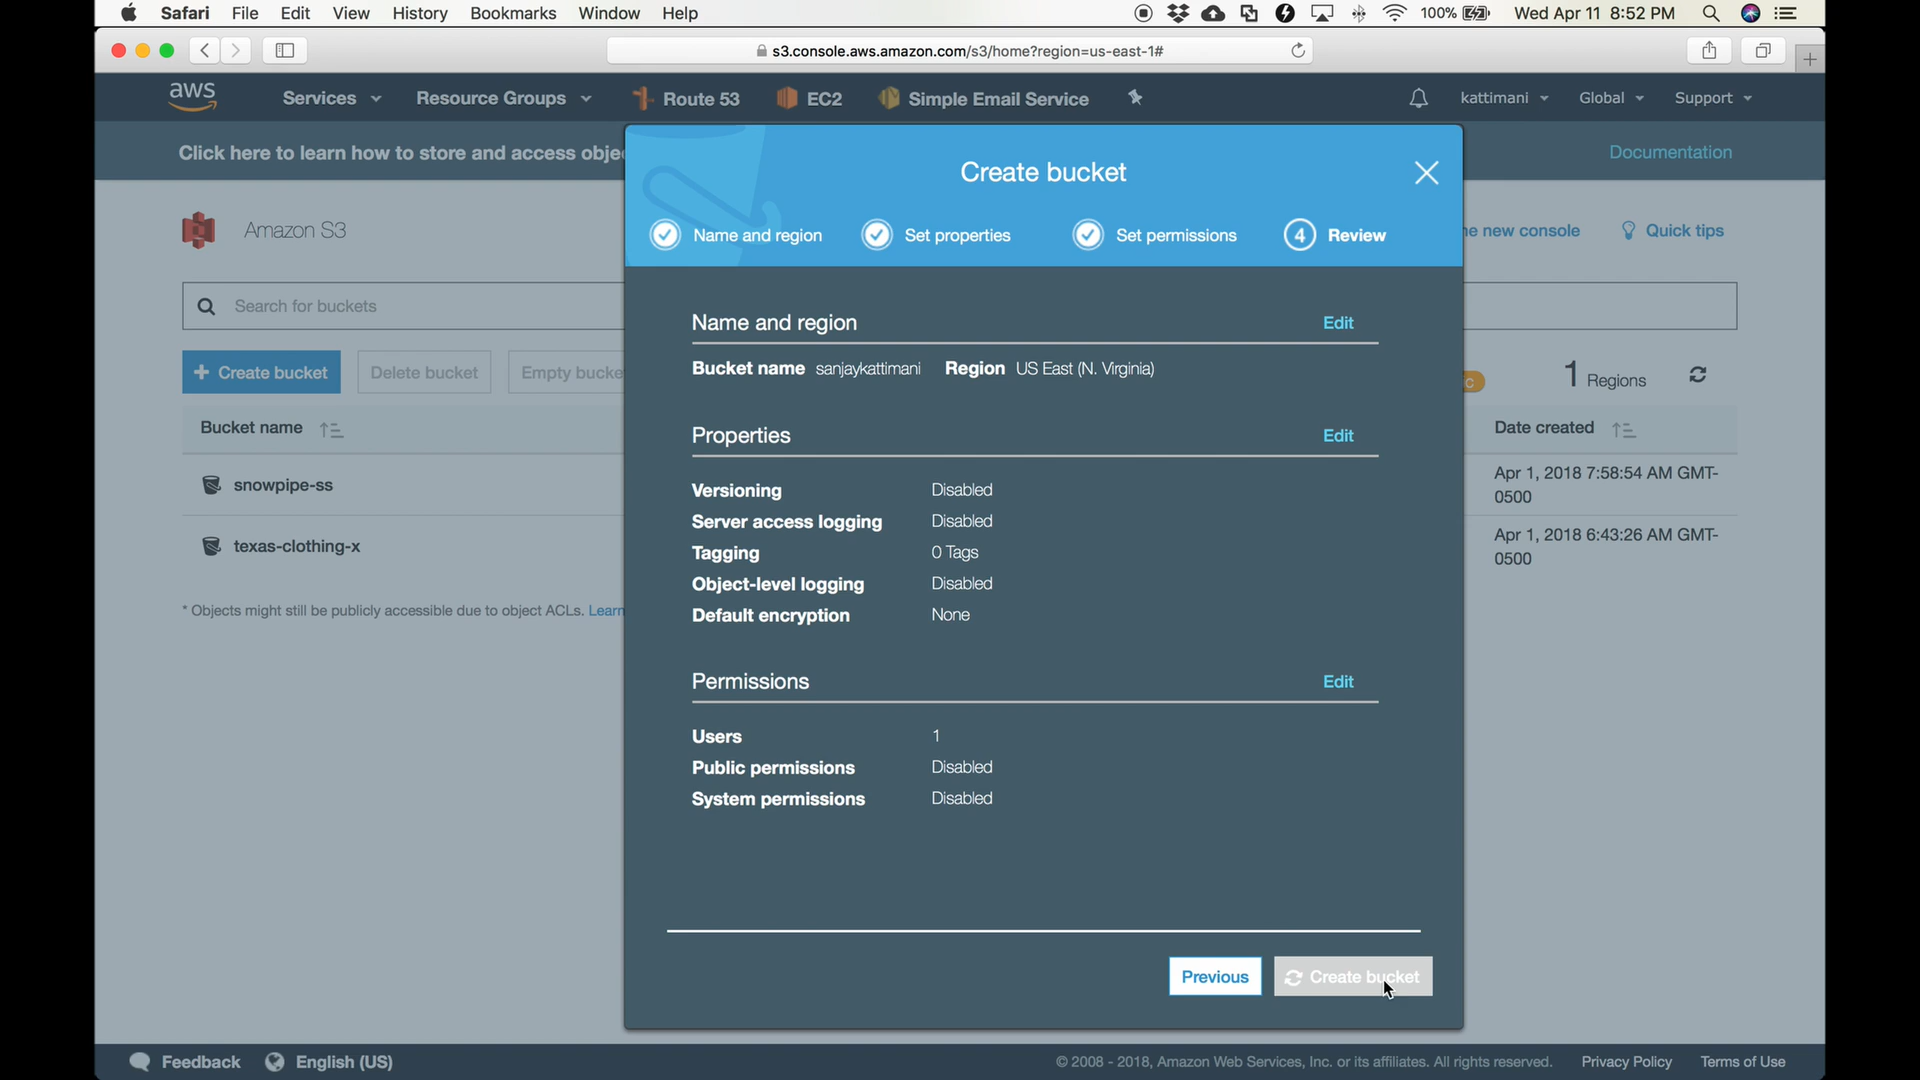 Safari File Edit View History Bookmarks Window Help 100% Wed Apr 11 8:52 PM
s3.console.aws.amazon.com/s3/home?region=us-east-1#
aws Services Resource Groups Route 53 EC2 Simple Email Service kattimani Global Support
Click here to learn how to store and access obje
Documentation
Create bucket
Name and region Set properties Set permissions 4 Review
Amazon S3
he new console Quick tips
Search for buckets
Create bucket Delete bucket Empty bucke
1 Regions
Bucket name
Date created
snowpipe-ss
Apr 1, 2018 7:58:54 AM GMT-
0500
texas-clothing-x
Apr 1, 2018 6:43:26 AM GMT-
0500
* Objects might still be publicly accessible due to object ACLs. Learn
Name and region Edit
Bucket name sanjaykattimani Region US East (N. Virginia)
Properties Edit
Versioning Disabled
Server access logging Disabled
Tagging 0 Tags
Object-level logging Disabled
Default encryption None
Permissions Edit
Users 1
Public permissions Disabled
System permissions Disabled
Previous Create bucket
Feedback English (US) © 2008 - 2018, Amazon Web Services, Inc. or its affiliates. All rights reserved. Privacy Policy Terms of Use